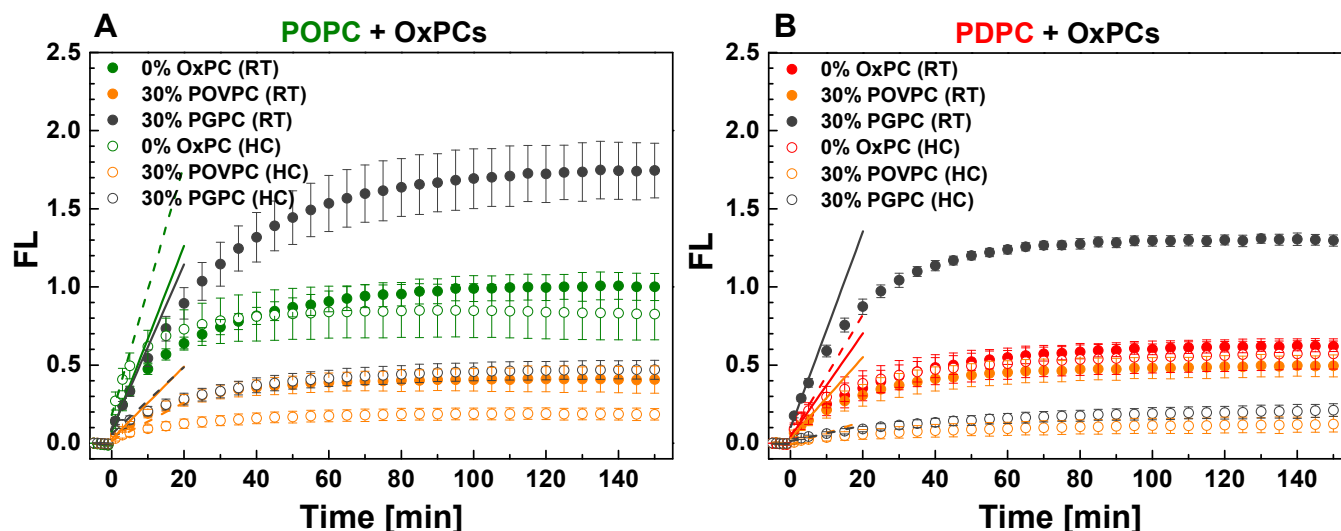 A
POPC + OxPCs
2.5
2.0
1.5
1.0
0.5
0.0
FL
0% OxPC (RT)
30% POVPC (RT)
30% PGPC (RT)
0% OxPC (HC)
30% POVPC (HC)
30% PGPC (HC)
0 20 40 60 80 100 120 140
Time [min]
B
PDPC + OxPCs
2.5
2.0
1.5
1.0
0.5
0.0
FL
0% OxPC (RT)
30% POVPC (RT)
30% PGPC (RT)
0% OxPC (HC)
30% POVPC (HC)
30% PGPC (HC)
0 20 40 60 80 100 120 140
Time [min]